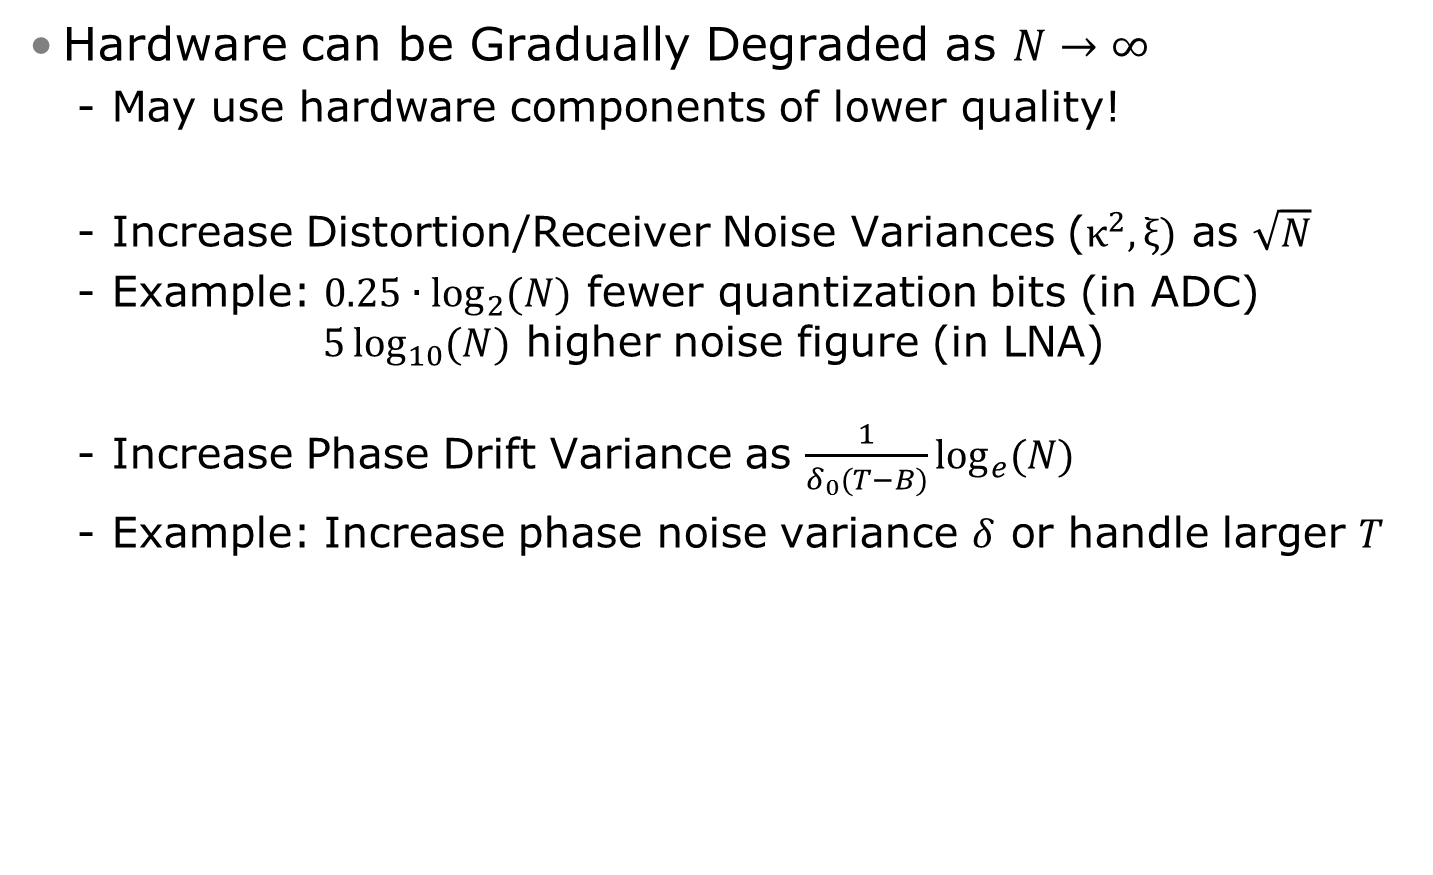 • Hardware can be Gradually Degraded as N → ∞
- May use hardware components of lower quality!
- Increase Distortion/Receiver Noise Variances (κ², ξ) as √N
- Example: 0.25 · log₂(N) fewer quantization bits (in ADC)
5 log₁₀(N) higher noise figure (in LNA)
- Increase Phase Drift Variance as 1/(δ₀(T−B)) logₑ(N)
- Example: Increase phase noise variance δ or handle larger T